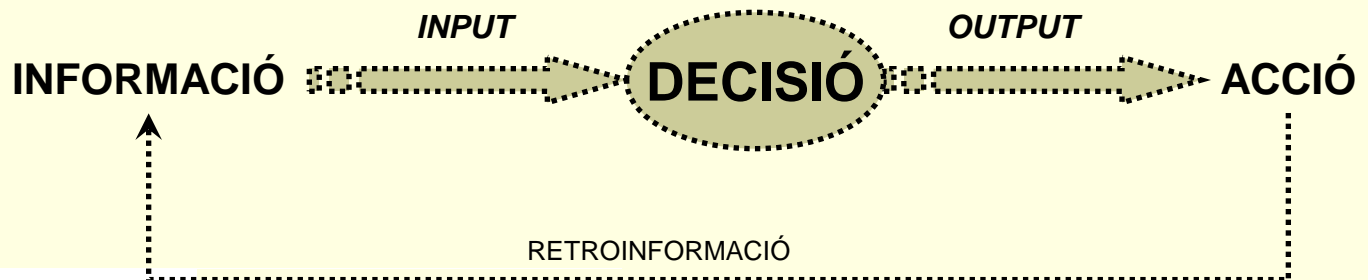 INPUT OUTPUT
INFORMACIÓ DECISIÓ ACCIÓ
RETROINFORMACIÓ